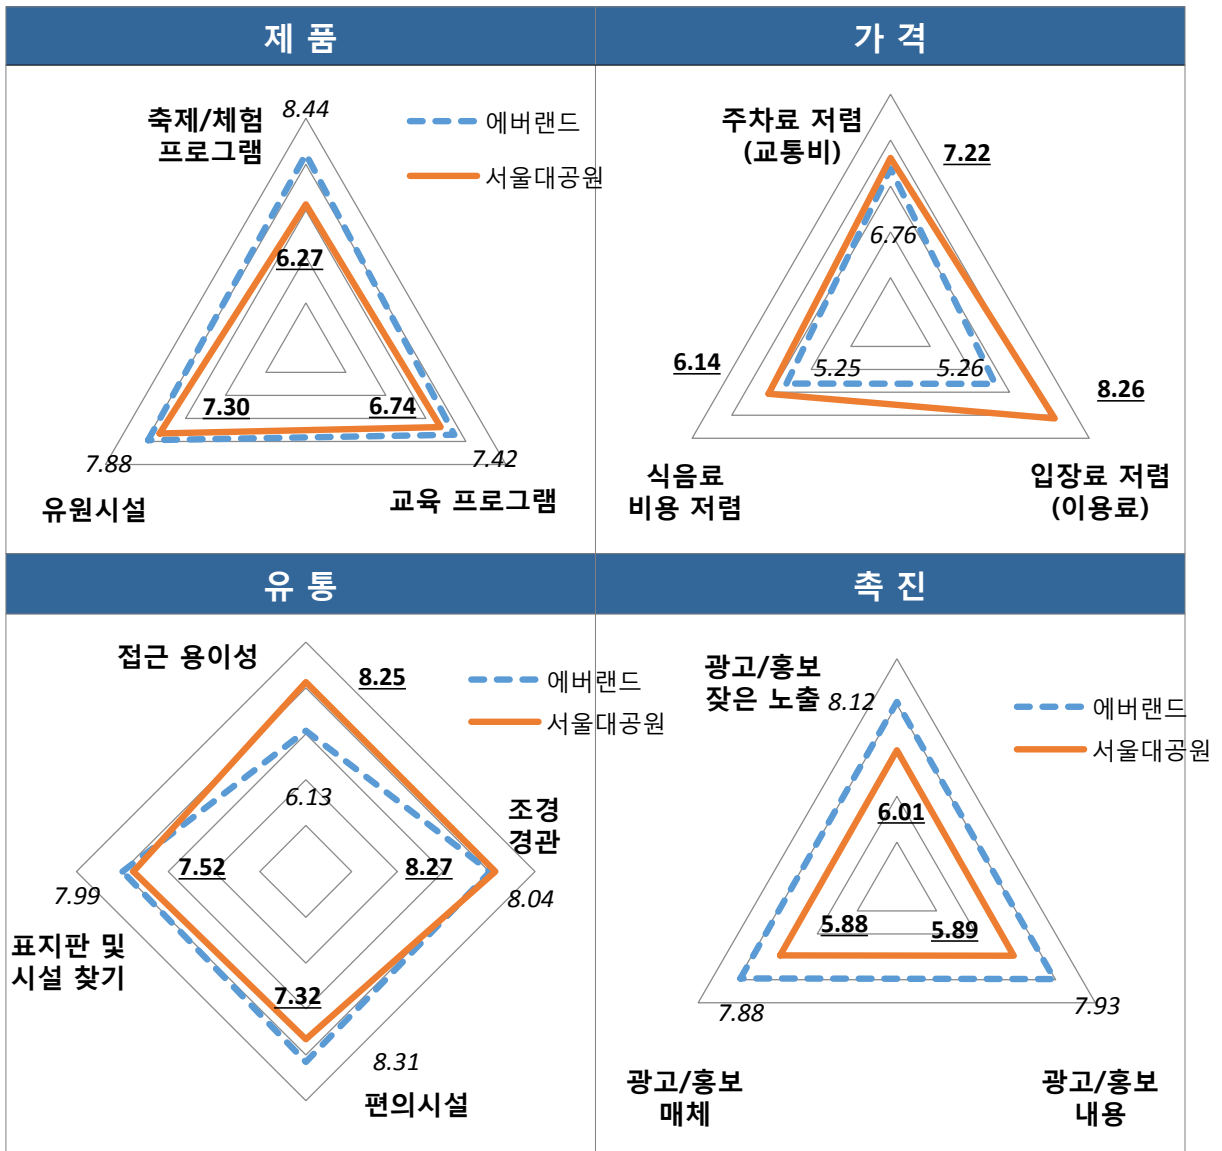 제 품
가 격
축제/체험
프로그램
8.44
에버랜드
서울대공원
6.27
7.30
6.74
7.88
7.42
유원시설
교육 프로그램
주차료 저렴
(교통비)
7.22
6.76
6.14
5.25
5.26
8.26
식음료
비용 저렴
입장료 저렴
(이용료)
유 통
촉 진
접근 용이성
8.25
에버랜드
서울대공원
6.13
조경
경관
7.52
8.27
7.99
8.04
표지판 및
시설 찾기
7.32
8.31
편의시설
광고/홍보
잦은 노출
8.12
에버랜드
서울대공원
6.01
5.88
5.89
7.88
7.93
광고/홍보
매체
광고/홍보
내용